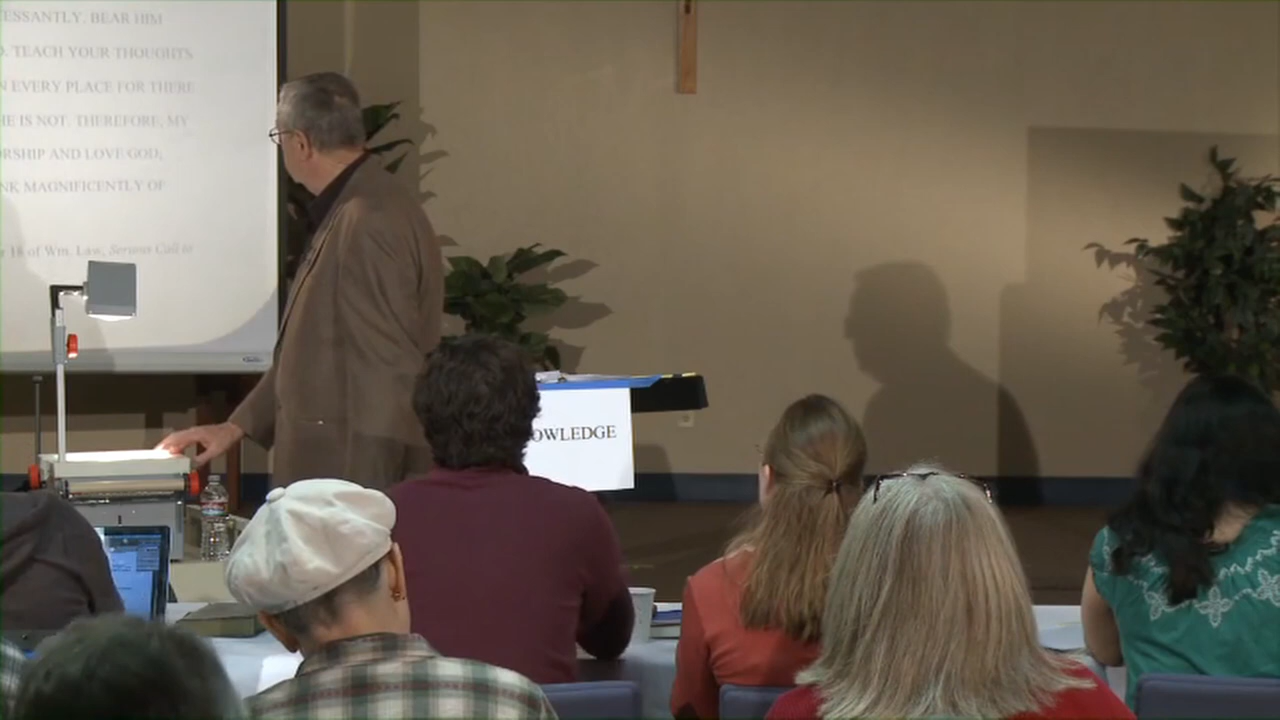 ESSANTLY. BEAR HIM
. TEACH YOUR THOUGHTS
N EVERY PLACE FOR THERE
HE IS NOT. THEREFORE, MY
ORSHIP AND LOVE GOD;
NK MAGNIFICENTLY OF
18 of Wm. Law, Serious Call to
OWLEDGE